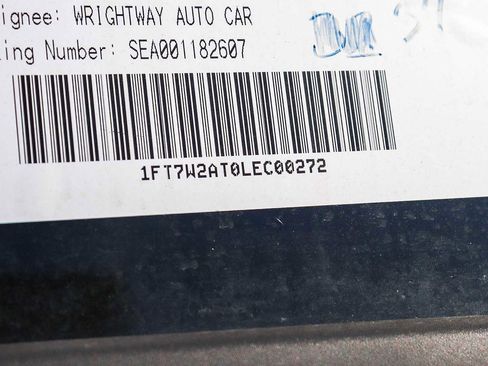 ignee: WRIGHTWAY AUTO CAR
ing Number: SEA001182607
1FT7W2AT0LEC00272